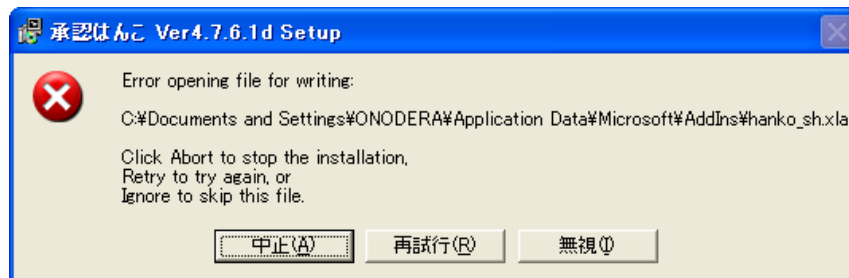 承認はんこ Ver4.7.6.1d Setup
Error opening file for writing:
C:¥Documents and Settings¥ONODERA¥Application Data¥Microsoft¥AddIns¥hanko_sh.xla
Click Abort to stop the installation,
Retry to try again, or
Ignore to skip this file.
中止(A) 再試行(R) 無視(I)